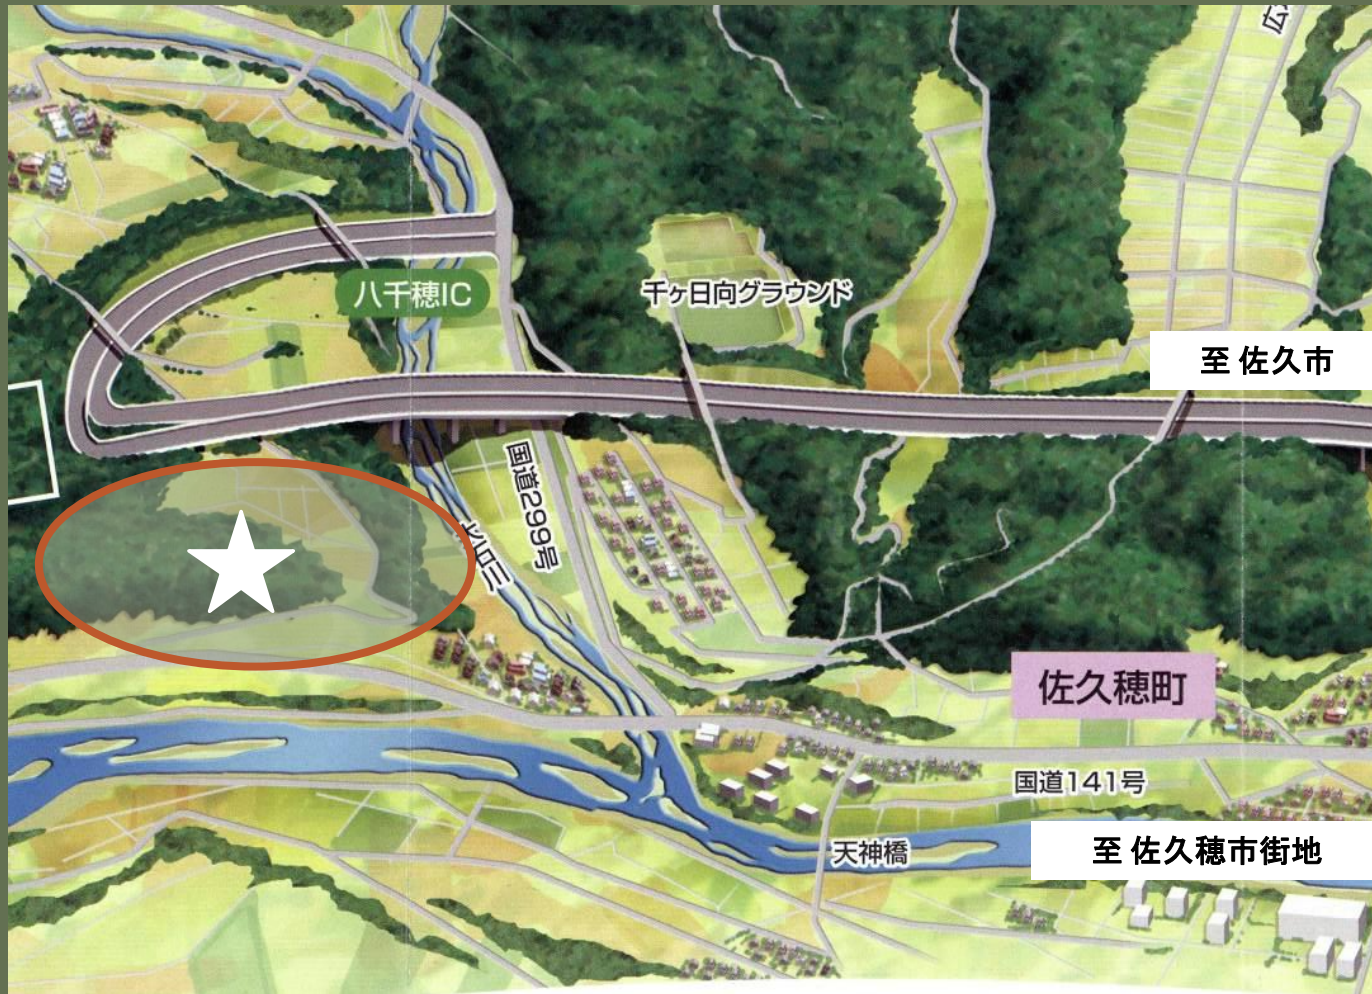 広
八千穂IC
千ヶ日向グラウンド
至 佐久市
国道299号
佐久穂町
国道141号
天神橋
至 佐久穂市街地